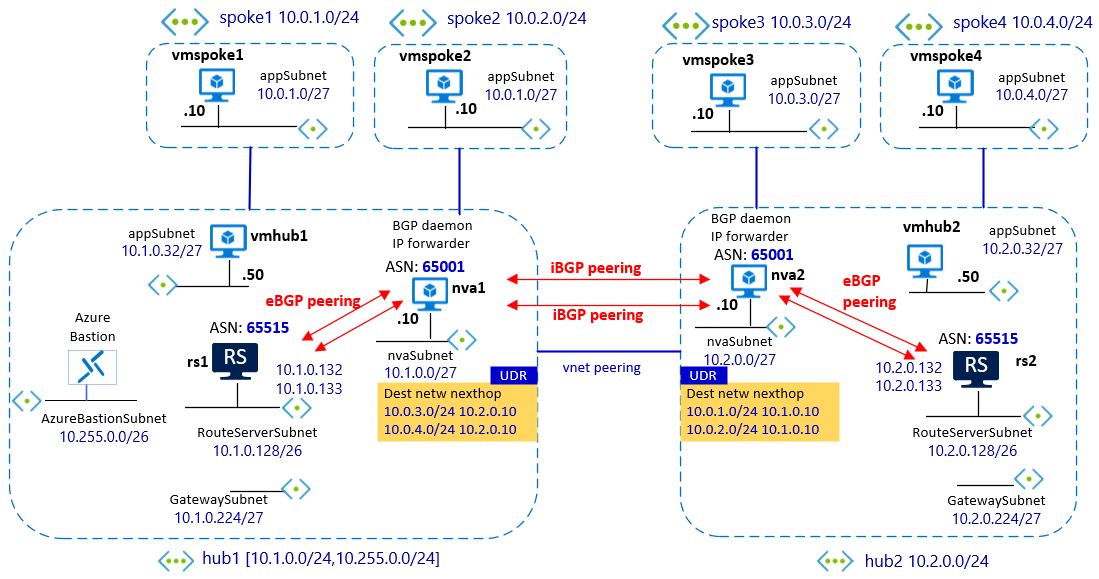 spoke1 10.0.1.0/24
spoke2 10.0.2.0/24
spoke3 10.0.3.0/24
spoke4 10.0.4.0/24
vmspoke1
appSubnet
10.0.1.0/27
.10
vmspoke2
appSubnet
10.0.1.0/27
.10
vmspoke3
appSubnet
10.0.3.0/27
.10
vmspoke4
appSubnet
10.0.4.0/27
.10
appSubnet
10.1.0.32/27
vmhub1
.50
BGP daemon
IP forwarder
ASN: 65001
nva1
.10
nvaSubnet
10.1.0.0/27
eBGP peering
iBGP peering
iBGP peering
BGP daemon
IP forwarder
ASN: 65001
nva2
.10
nvaSubnet
10.2.0.0/27
vmhub2
appSubnet
10.2.0.32/27
.50
eBGP
peering
Azure
Bastion
AzureBastionSubnet
10.255.0.0/26
ASN: 65515
rs1
RS
10.1.0.132
10.1.0.133
RouteServerSubnet
10.1.0.128/26
GatewaySubnet
10.1.0.224/27
UDR
Dest netw nexthop
10.0.3.0/24 10.2.0.10
10.0.4.0/24 10.2.0.10
vnet peering
UDR
Dest netw nexthop
10.0.1.0/24 10.1.0.10
10.0.2.0/24 10.1.0.10
ASN: 65515
10.2.0.132
10.2.0.133
RS
rs2
RouteServerSubnet
10.2.0.128/26
GatewaySubnet
10.2.0.224/27
hub1 [10.1.0.0/24,10.255.0.0/24]
hub2 10.2.0.0/24